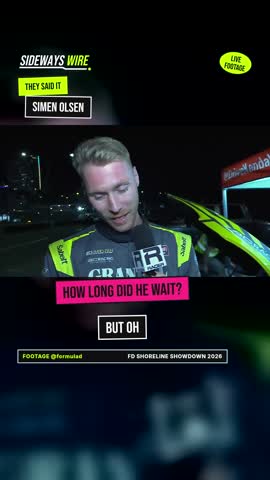 SIDEWAYS WIRE.
LIVE
FOOTAGE
THEY SAID IT
SIMEN OLSEN
GRAN
HOW LONG DID HE WAIT?
BUT OH
FOOTAGE @formulad
FD SHORELINE SHOWDOWN 2026